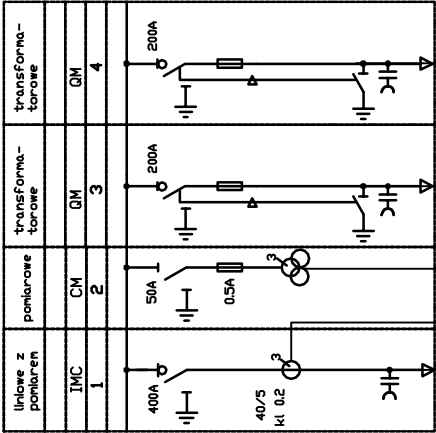 transforma-
torowe
QM
4
200A
transforma-
torowe
QM
3
200A
pomiarowe
CM
2
50A
0.5A
3
liniowe z
pomiarem
IMC
1
400A
40/5
kl 0.2
3